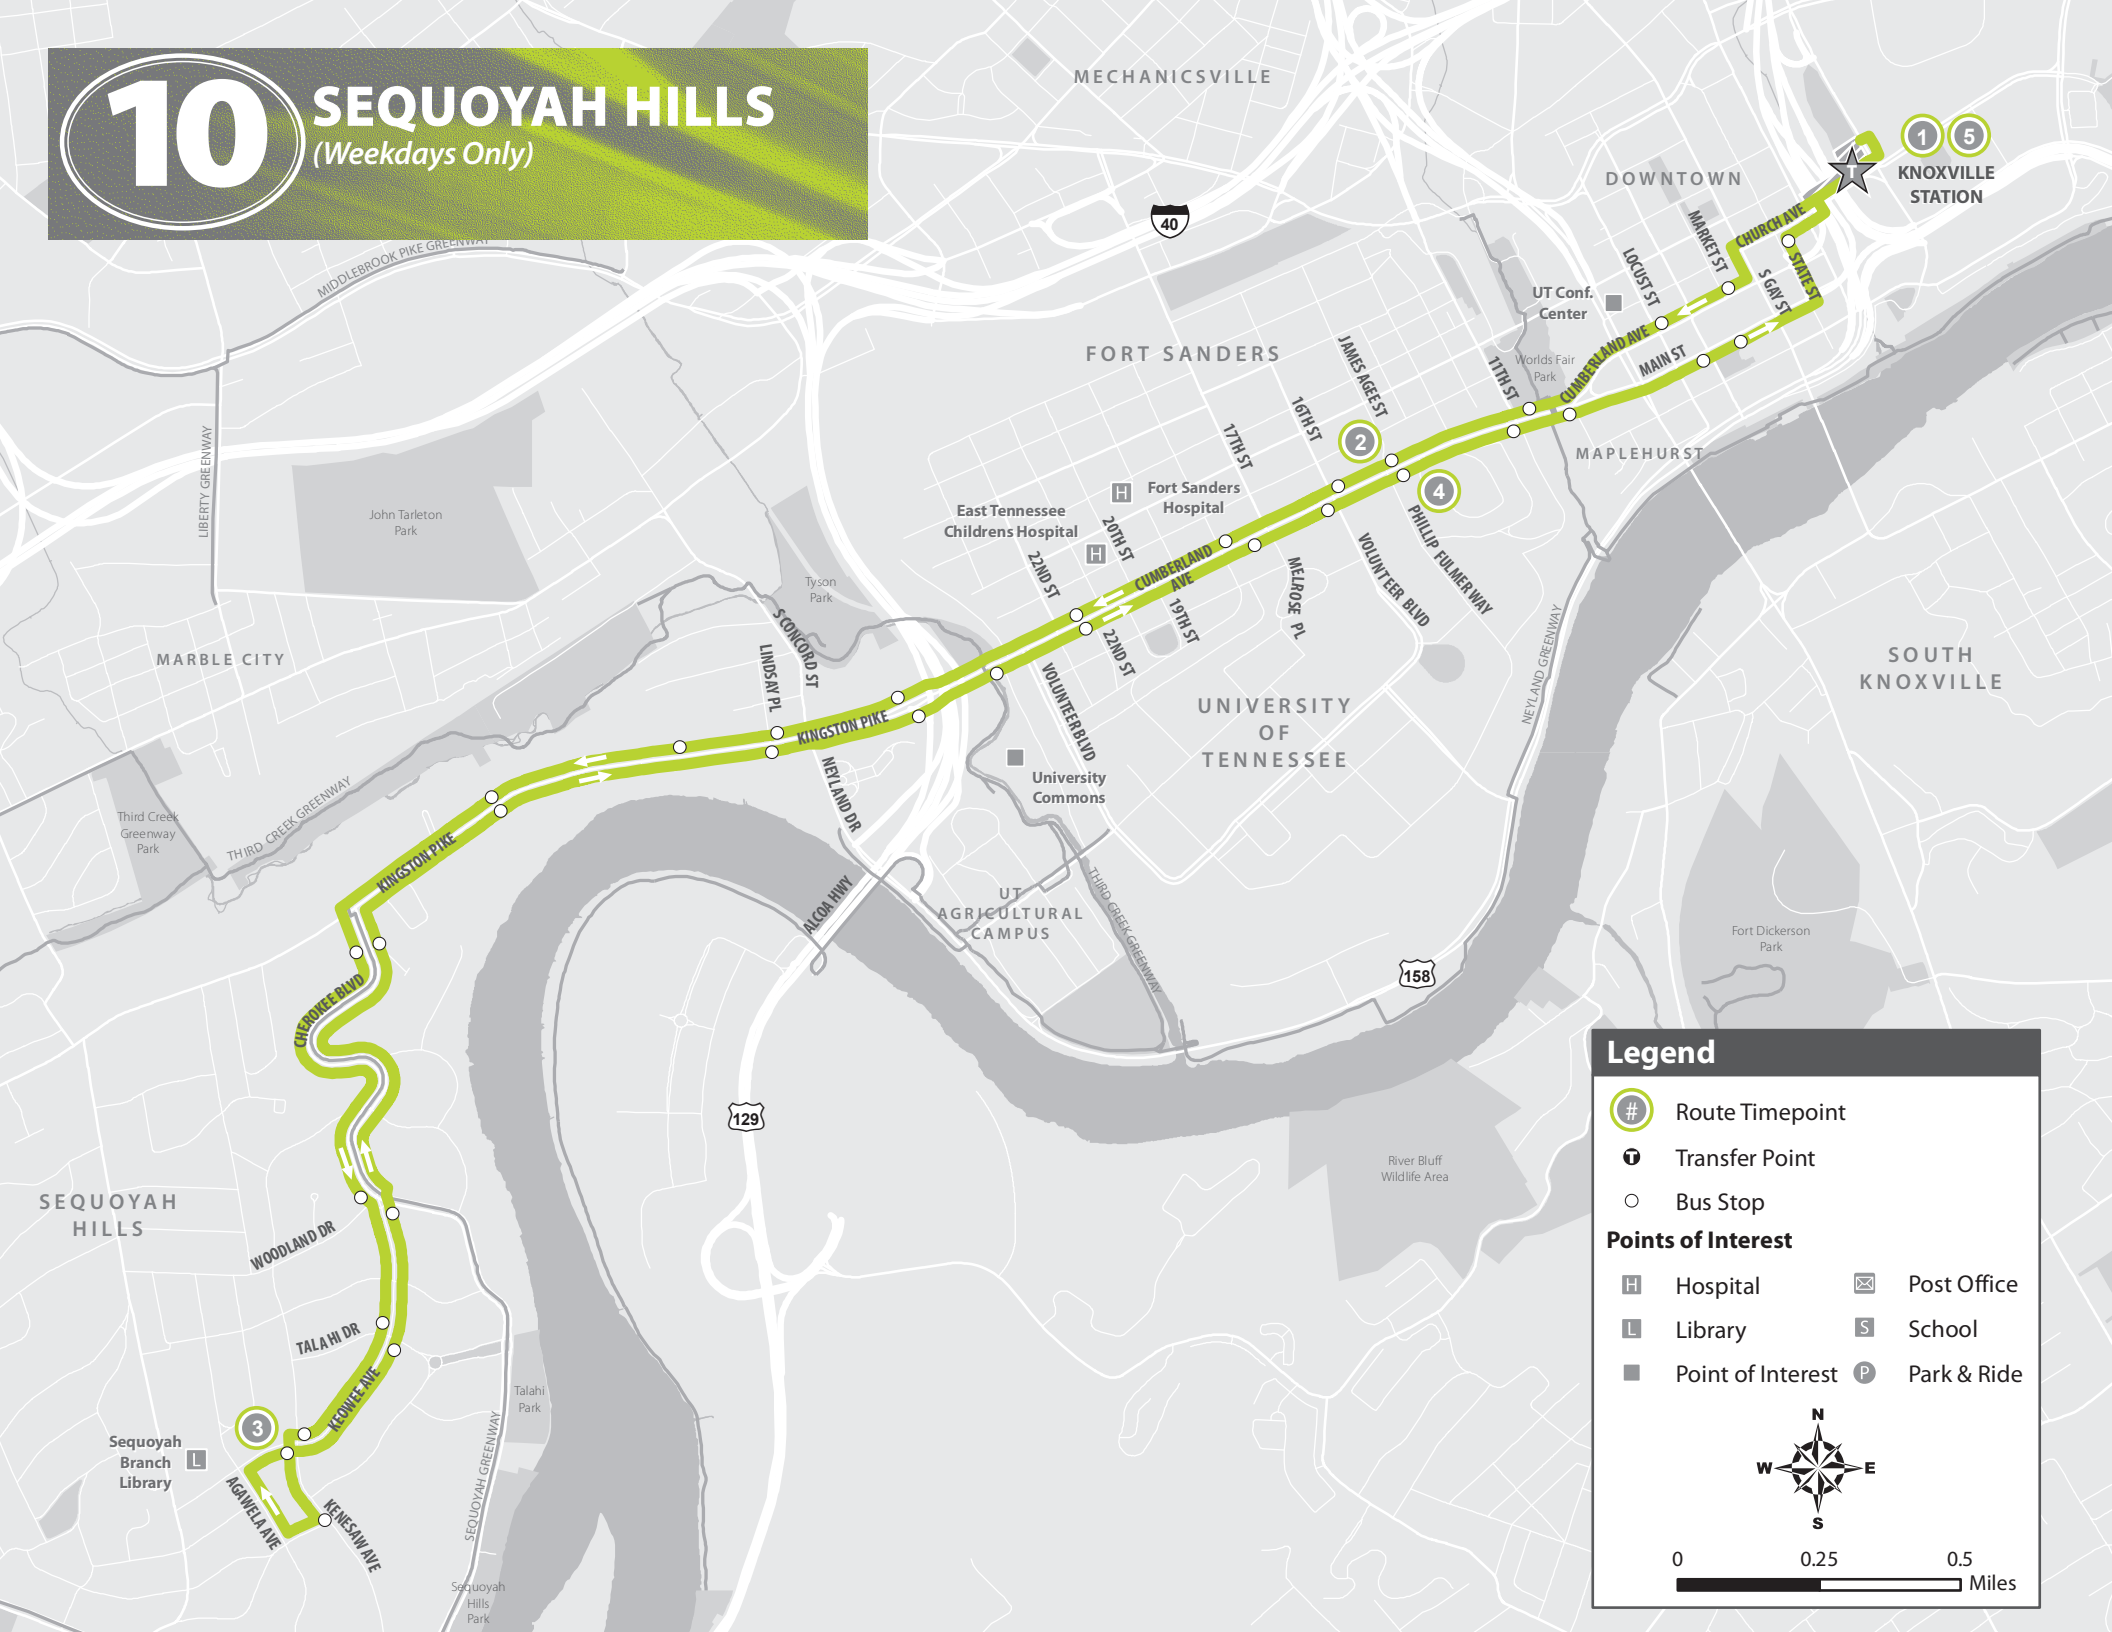 10
SEQUOYAH HILLS
(Weekdays Only)
MECHANICSVILLE
1
5
KNOXVILLE
STATION
DOWNTOWN
CHURCH AVE
MARKET ST
STATE ST
S GAY ST
LOCUST ST
UT Conf.
Center
CUMBERLAND AVE
MAIN ST
Worlds Fair
Park
11TH ST
40
MIDDLEBROOK PIKE GREENWAY
LIBERTY GREENWAY
John Tarleton
Park
FORT SANDERS
JAMES AGEE ST
16TH ST
17TH ST
2
4
MAPLEHURST
H
Fort Sanders
Hospital
East Tennessee
Childrens Hospital
H
20TH ST
22ND ST
CUMBERLAND
AVE
19TH ST
22ND ST
MELROSE PL
VOLUNTEER BLVD
PHILLIP FULMER WAY
NEYLAND GREENWAY
SOUTH
KNOXVILLE
Tyson
Park
S CONCORD ST
LINDSAY PL
MARBLE CITY
KINGSTON PIKE
VOLUNTEER BLVD
UNIVERSITY
OF
TENNESSEE
University
Commons
NEYLAND DR
Third Creek
Greenway
Park
THIRD CREEK GREENWAY
KINGSTON PIKE
ALCOA HWY
UT
AGRICULTURAL
CAMPUS
THIRD CREEK GREENWAY
158
Fort Dickerson
Park
CHEROKEE BLVD
129
River Bluff
Wildlife Area
SEQUOYAH
HILLS
WOODLAND DR
TALAHI DR
KEOWEE AVE
Talahi
Park
SEQUOYAH GREENWAY
3
Sequoyah
Branch
Library
L
AGAWELA AVE
KENESAW AVE
Sequoyah
Hills
Park
Legend
# Route Timepoint
T Transfer Point
Bus Stop
Points of Interest
H Hospital
Post Office
L Library
S School
Point of Interest
P Park & Ride
N
W E
S
0 0.25 0.5
Miles
T